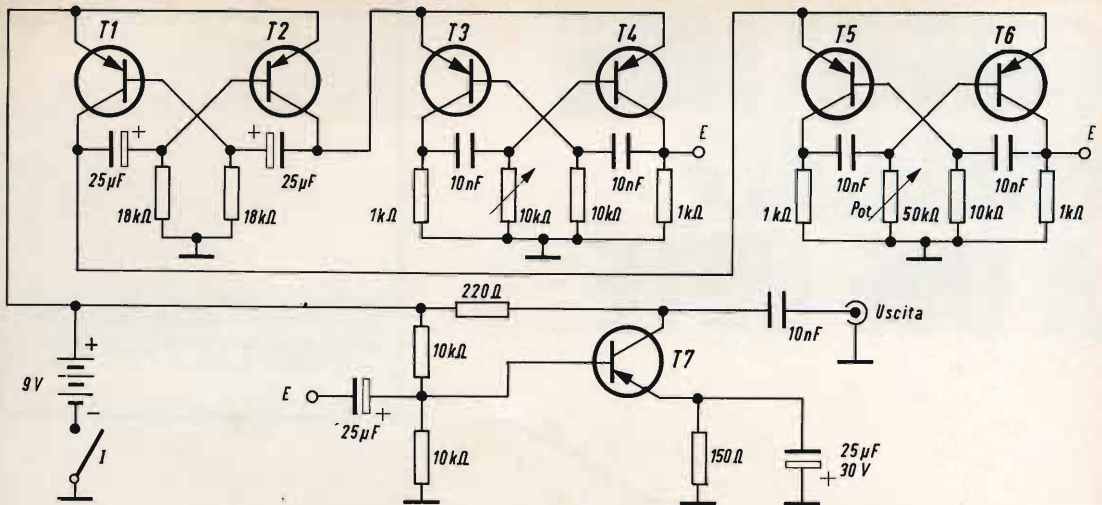 T1
T2
T3
T4
T5
T6
E
E
+
+
25µF
25µF
10nF
10nF
10nF
10nF
18kΩ
18kΩ
1kΩ
10kΩ
10kΩ
1kΩ
1kΩ
Pot.
50kΩ
10kΩ
1kΩ
220Ω
+
9V
−
I
10kΩ
E
25µF
+
10kΩ
T7
10nF
Uscita
150Ω
25µF
30V
+